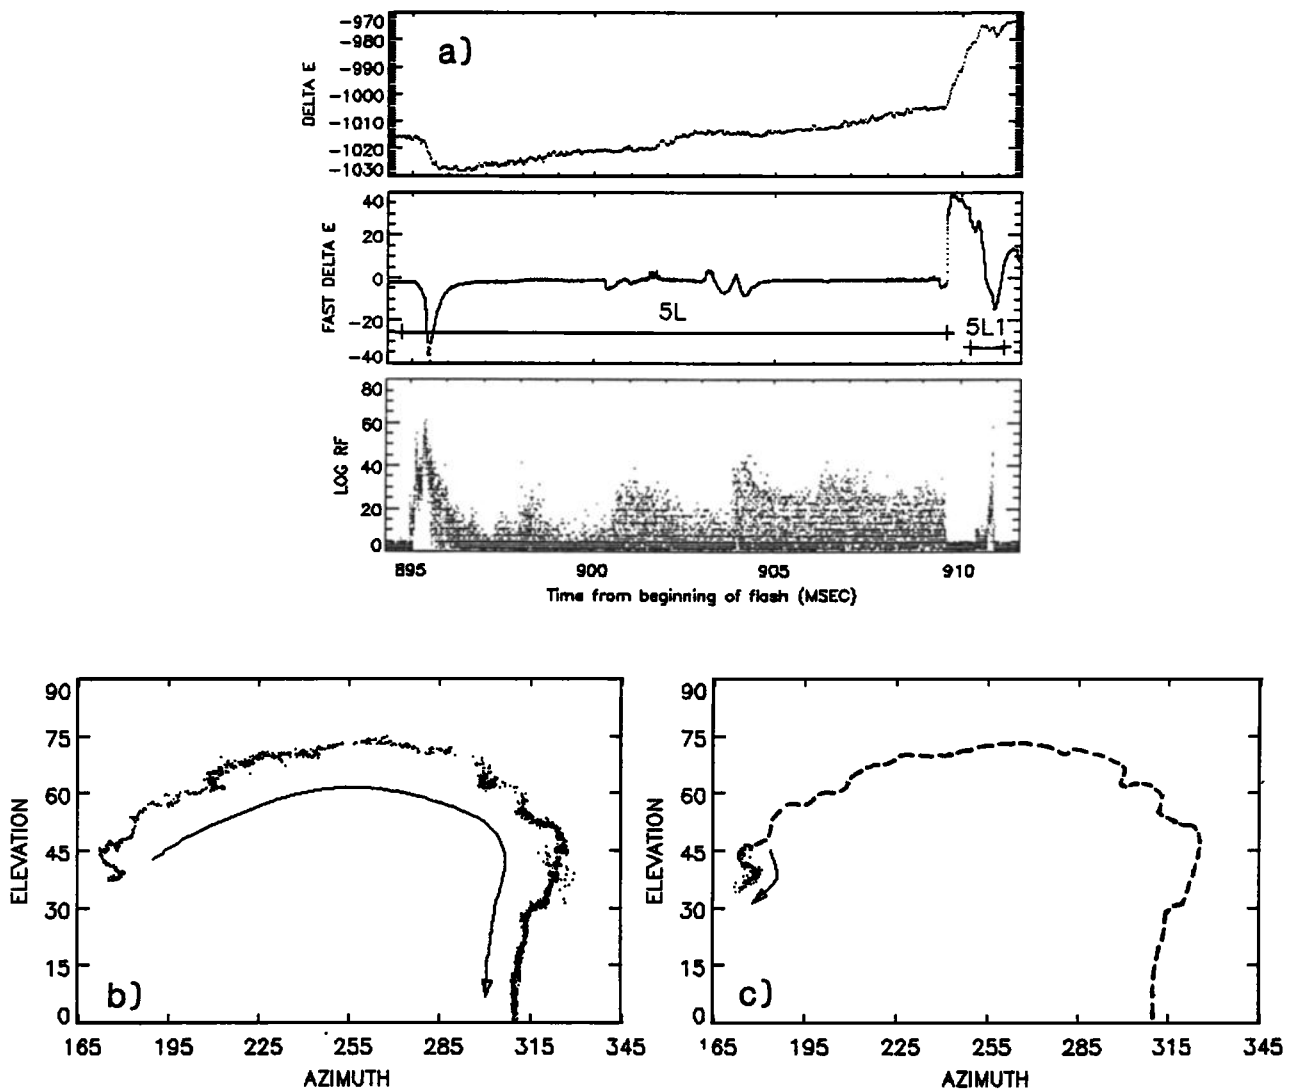 a)
DELTA E
-970
-980
-990
-1000
-1010
-1020
-1030
FAST DELTA E
40
20
0
-20
-40
5L
5L1
LOG RF
80
60
40
20
0
895 900 905 910
Time from beginning of flash (MSEC)
ELEVATION
90
75
60
45
30
15
0
b)
165 195 225 255 285 315 345
AZIMUTH
ELEVATION
90
75
60
45
30
15
0
c)
165 195 225 255 285 315 345
AZIMUTH